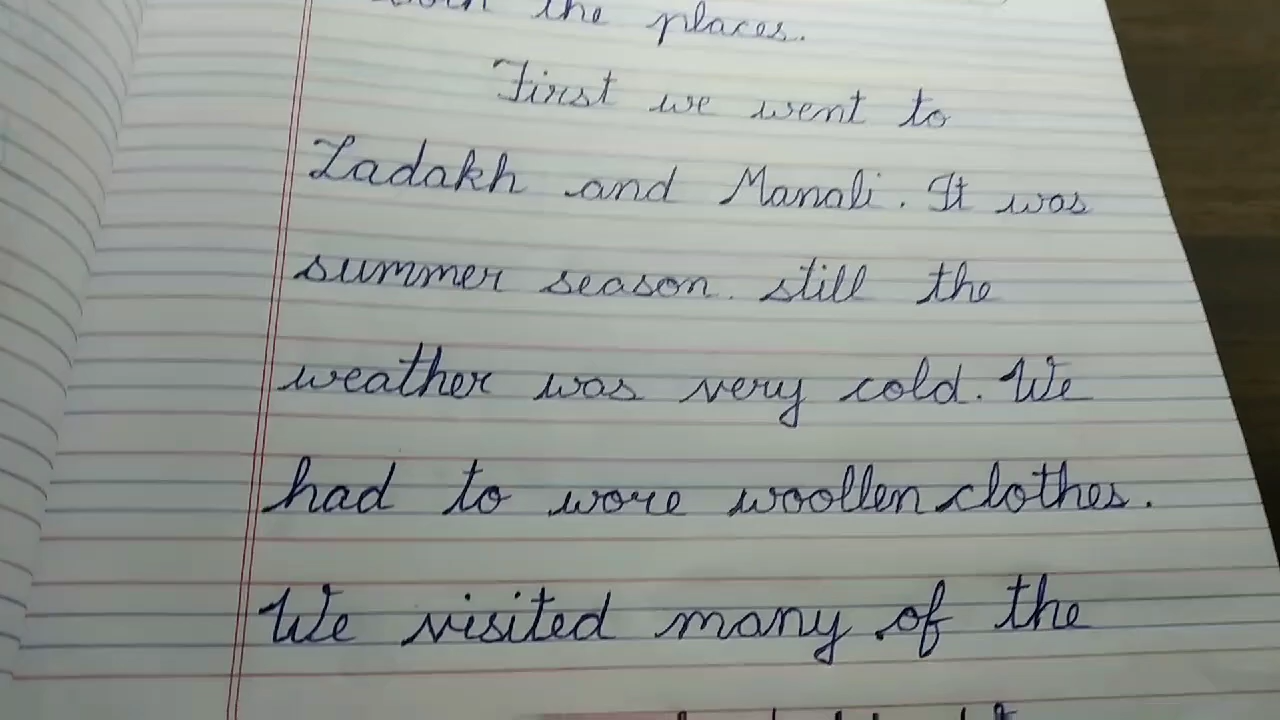 the places.
First we went to
Ladakh and Manali. It was
summer season. still the
weather was very cold. We
had to wore woollen clothes.
We visited many of the